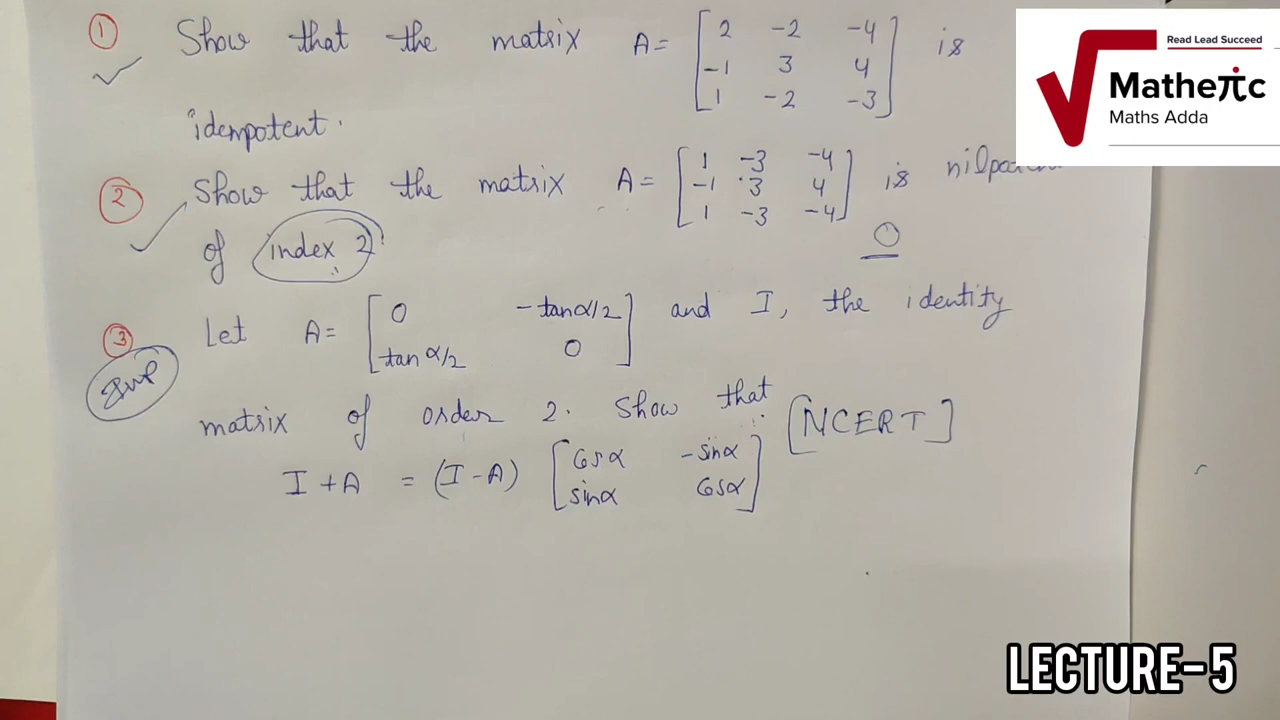 ① Show that the matrix A = [ 2 -2 -4
-1 3 4
1 -2 -3 ] is
idempotent.
② Show that the matrix A = [ 1 -3 -4
-1 3 4
1 -3 -4 ] is
of index 2
0
③ Let A = [ 0 -tanα/2
tanα/2 0 ] and I, the identity
matrix of order 2. Show that [NCERT]
I + A = (I - A) [ cosα -sinα
sinα cosα ]
Read Lead Succeed
Matheπc
Maths Adda
LECTURE-5